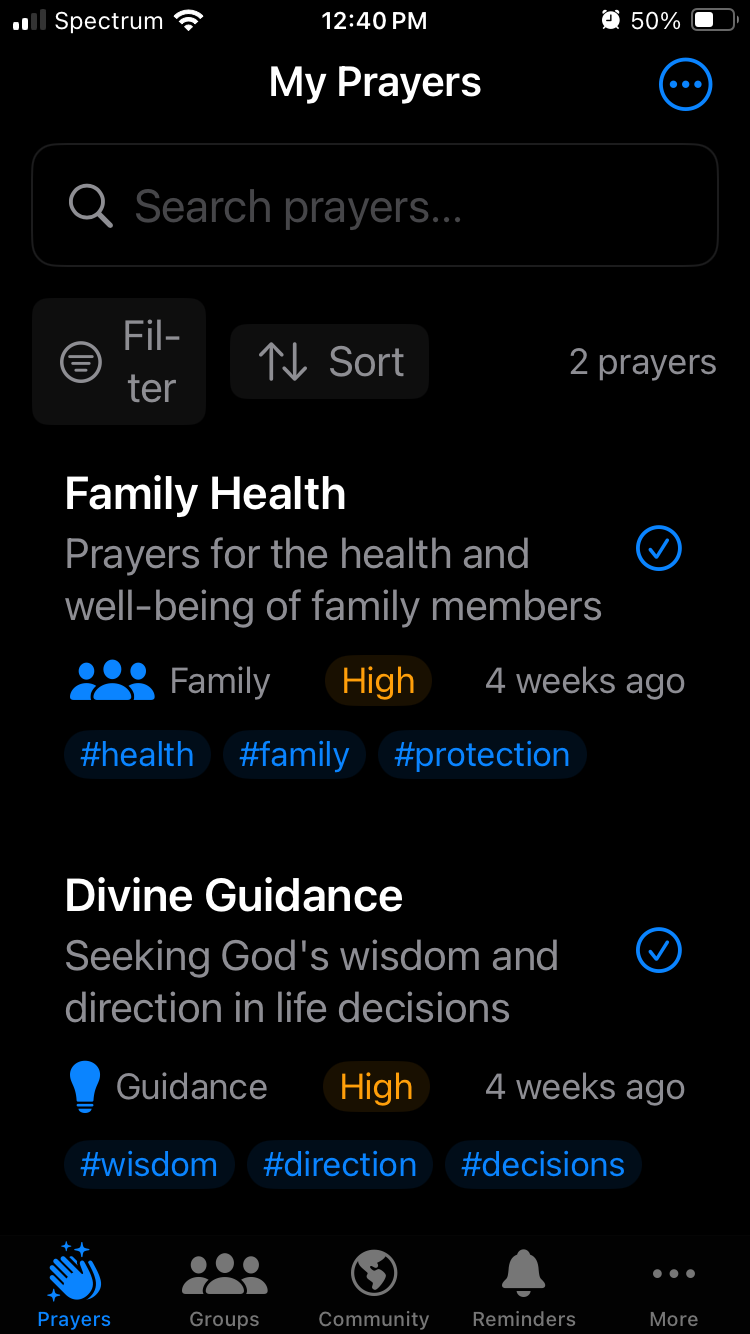 Spectrum 12:40 PM 50%
My Prayers
Search prayers...
Fil-
ter
Sort
2 prayers
Family Health
Prayers for the health and
well-being of family members
Family High 4 weeks ago
#health #family #protection
Divine Guidance
Seeking God's wisdom and
direction in life decisions
Guidance High 4 weeks ago
#wisdom #direction #decisions
Prayers Groups Community Reminders More